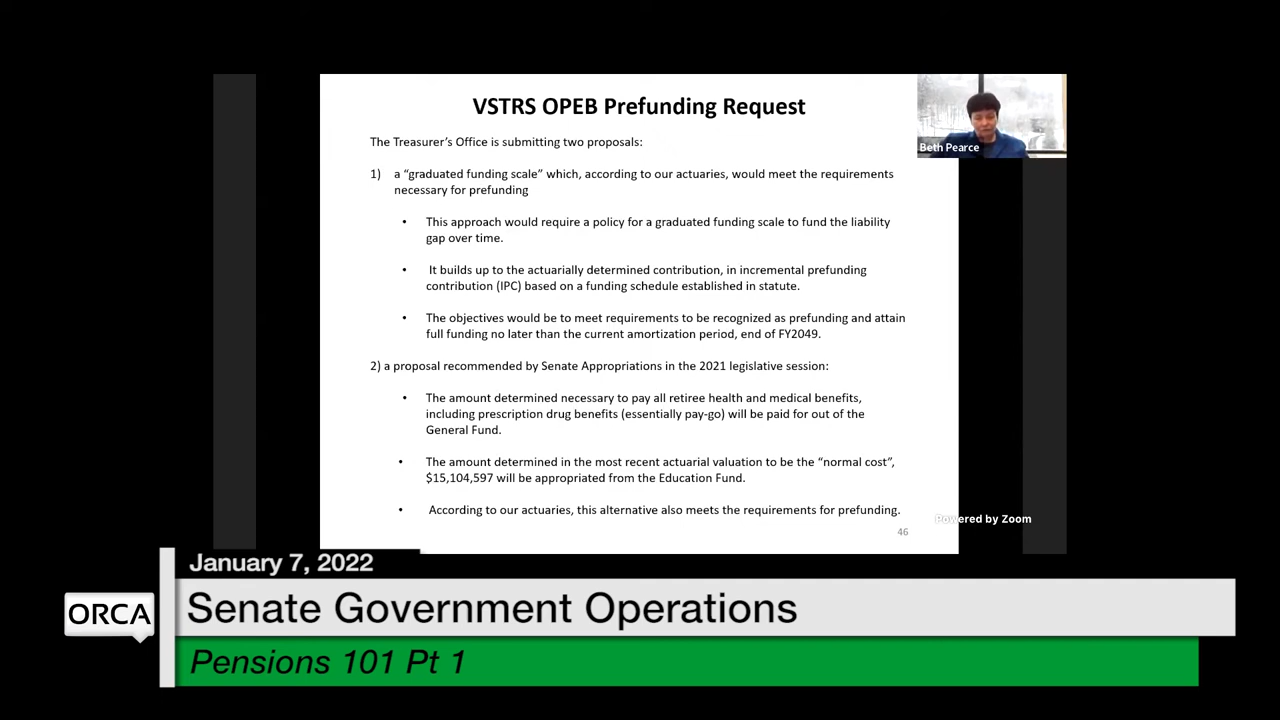 VSTRS OPEB Prefunding Request
Beth Pearce
The Treasurer's Office is submitting two proposals:
1) a “graduated funding scale” which, according to our actuaries, would meet the requirements
necessary for prefunding
• This approach would require a policy for a graduated funding scale to fund the liability
gap over time.
• It builds up to the actuarially determined contribution, in incremental prefunding
contribution (IPC) based on a funding schedule established in statute.
• The objectives would be to meet requirements to be recognized as prefunding and attain
full funding no later than the current amortization period, end of FY2049.
2) a proposal recommended by Senate Appropriations in the 2021 legislative session:
• The amount determined necessary to pay all retiree health and medical benefits,
including prescription drug benefits (essentially pay-go) will be paid for out of the
General Fund.
• The amount determined in the most recent actuarial valuation to be the “normal cost”,
$15,104,597 will be appropriated from the Education Fund.
• According to our actuaries, this alternative also meets the requirements for prefunding.
Powered by Zoom
46
January 7, 2022
ORCA
Senate Government Operations
Pensions 101 Pt 1